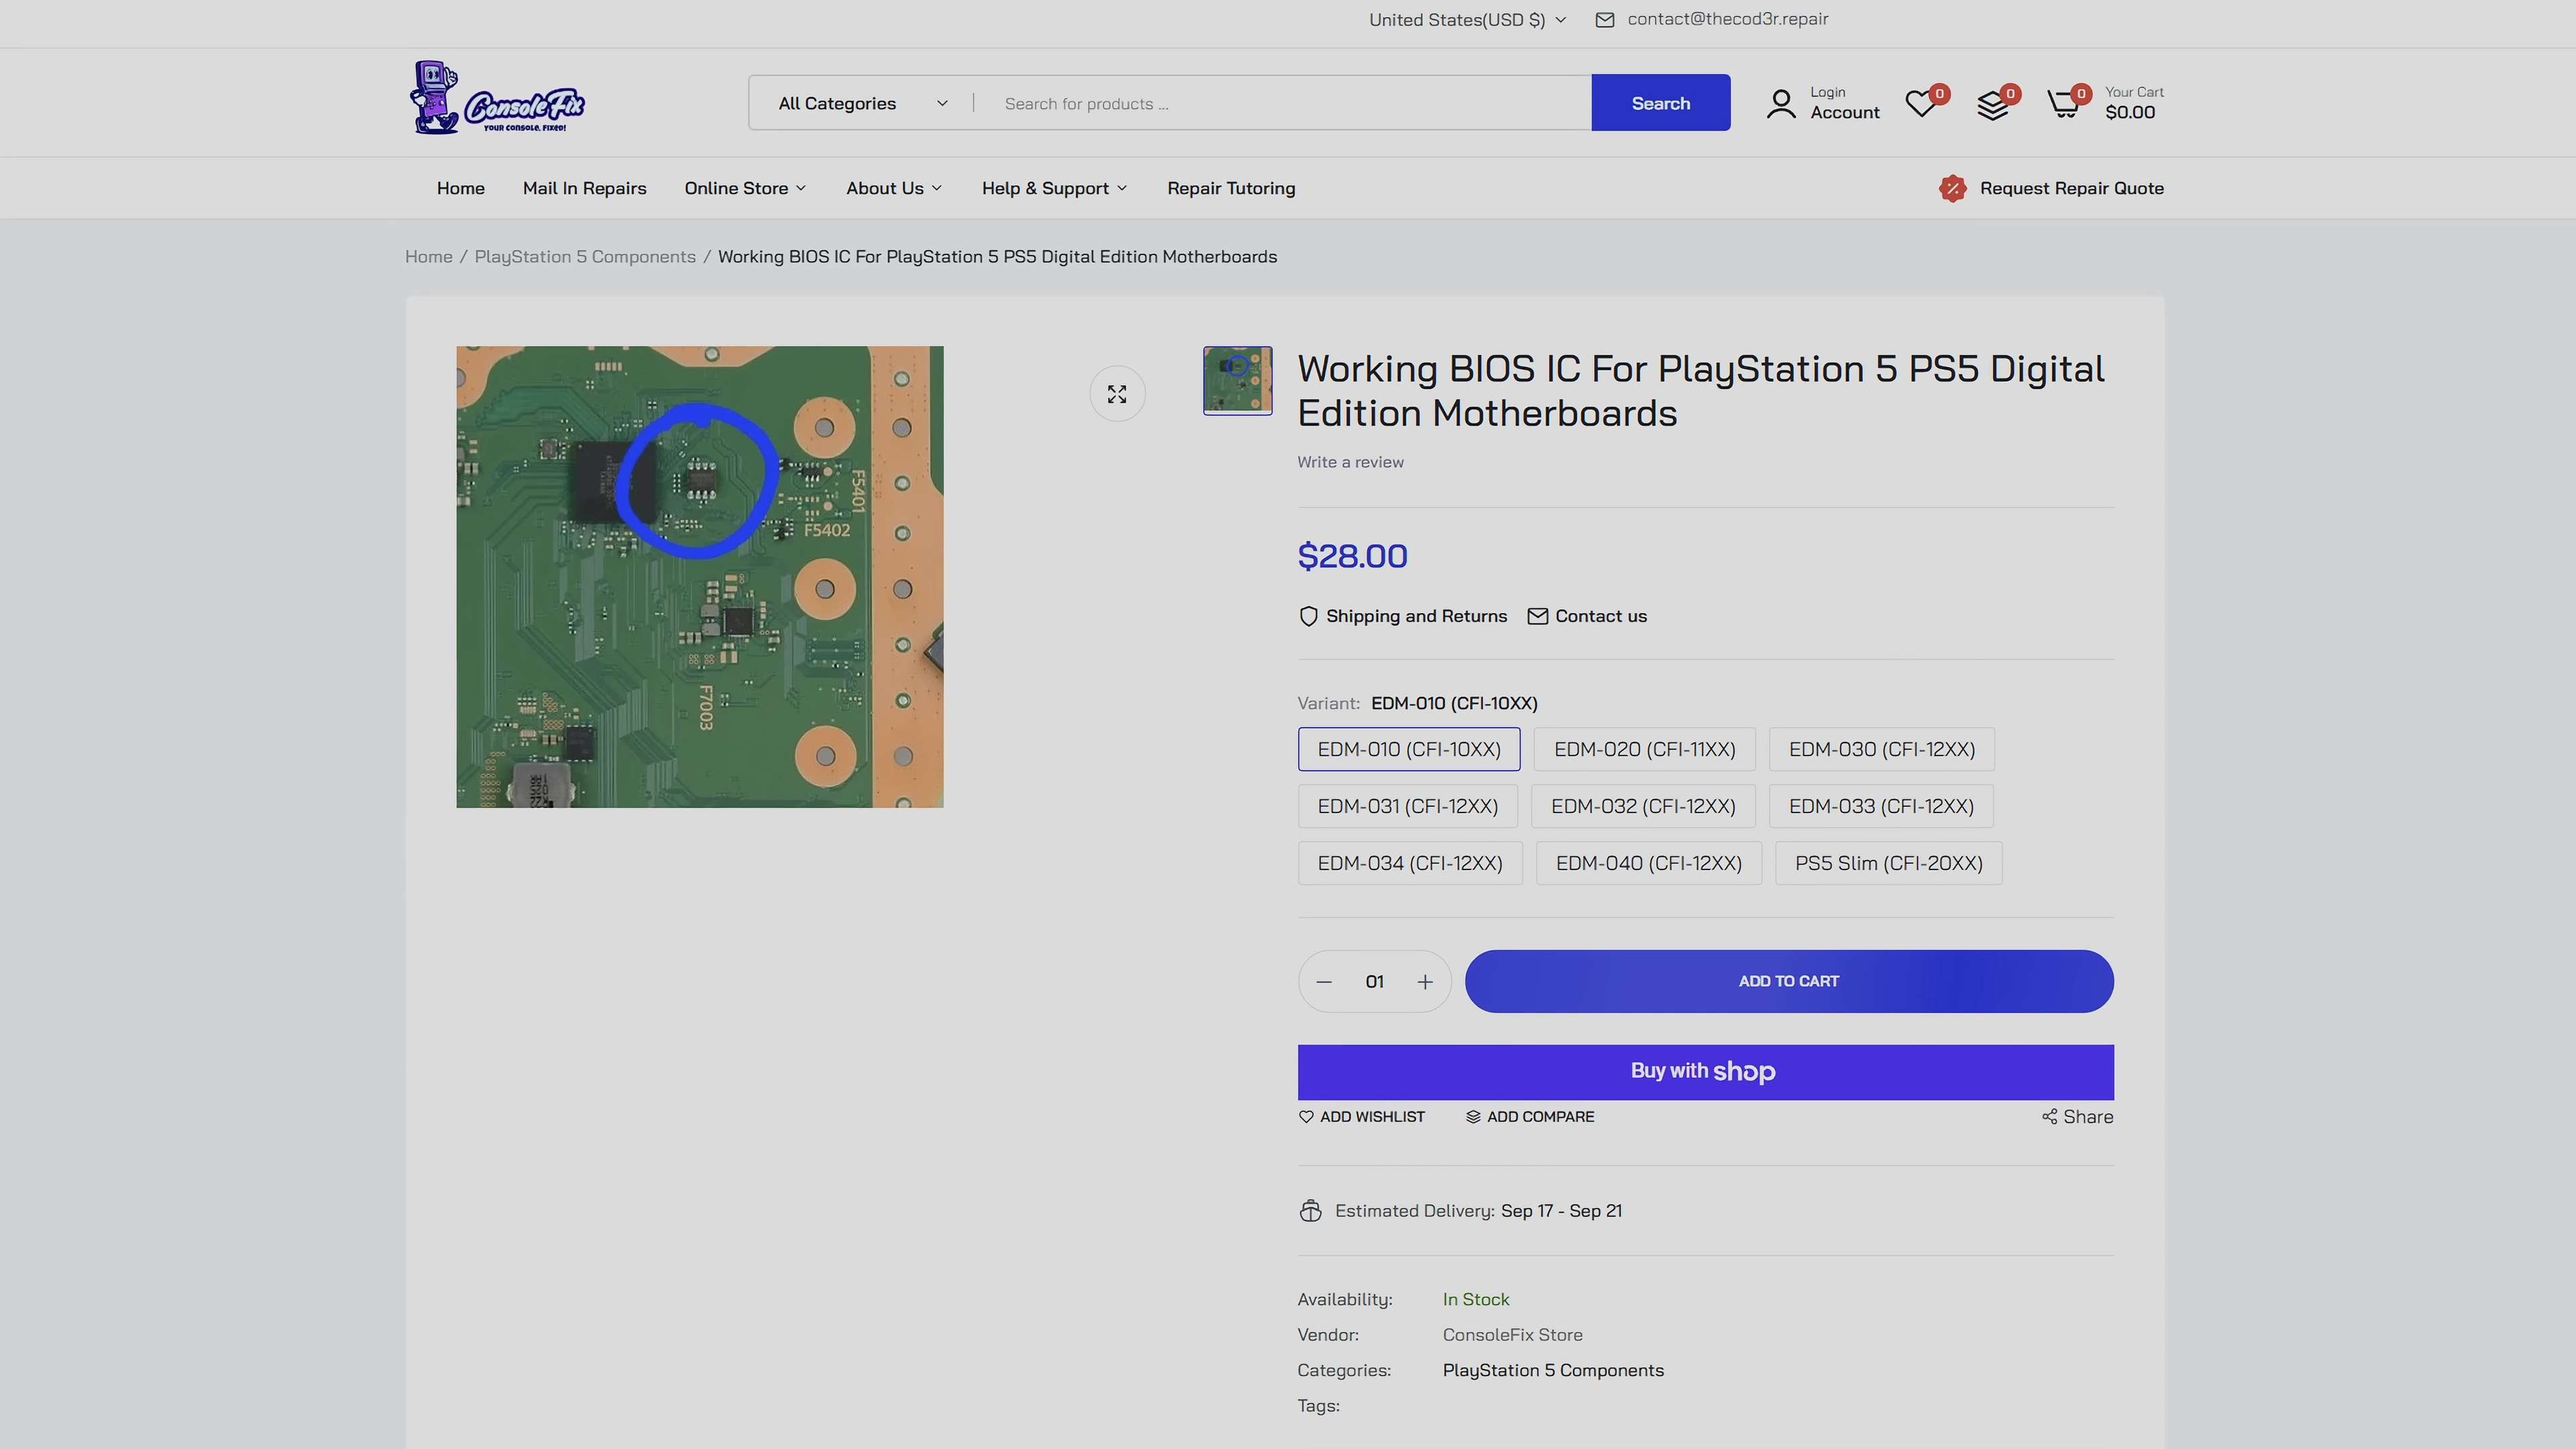 United States(USD $)
contact@thecod3r.repair
ConsoleFix
YOUR CONSOLE, FIXED!
All Categories
Search for products ...
Search
Login
Account
0
0
0
Your Cart
$0.00
Home
Mail In Repairs
Online Store
About Us
Help & Support
Repair Tutoring
Request Repair Quote
Home / PlayStation 5 Components / Working BIOS IC For PlayStation 5 PS5 Digital Edition Motherboards
F5401
F5402
F7003
Working BIOS IC For PlayStation 5 PS5 Digital
Edition Motherboards
Write a review
$28.00
Shipping and Returns
Contact us
Variant: EDM-010 (CFI-10XX)
EDM-010 (CFI-10XX)
EDM-020 (CFI-11XX)
EDM-030 (CFI-12XX)
EDM-031 (CFI-12XX)
EDM-032 (CFI-12XX)
EDM-033 (CFI-12XX)
EDM-034 (CFI-12XX)
EDM-040 (CFI-12XX)
PS5 Slim (CFI-20XX)
01
ADD TO CART
Buy with shop
ADD WISHLIST
ADD COMPARE
Share
Estimated Delivery: Sep 17 - Sep 21
Availability: In Stock
Vendor: ConsoleFix Store
Categories: PlayStation 5 Components
Tags: